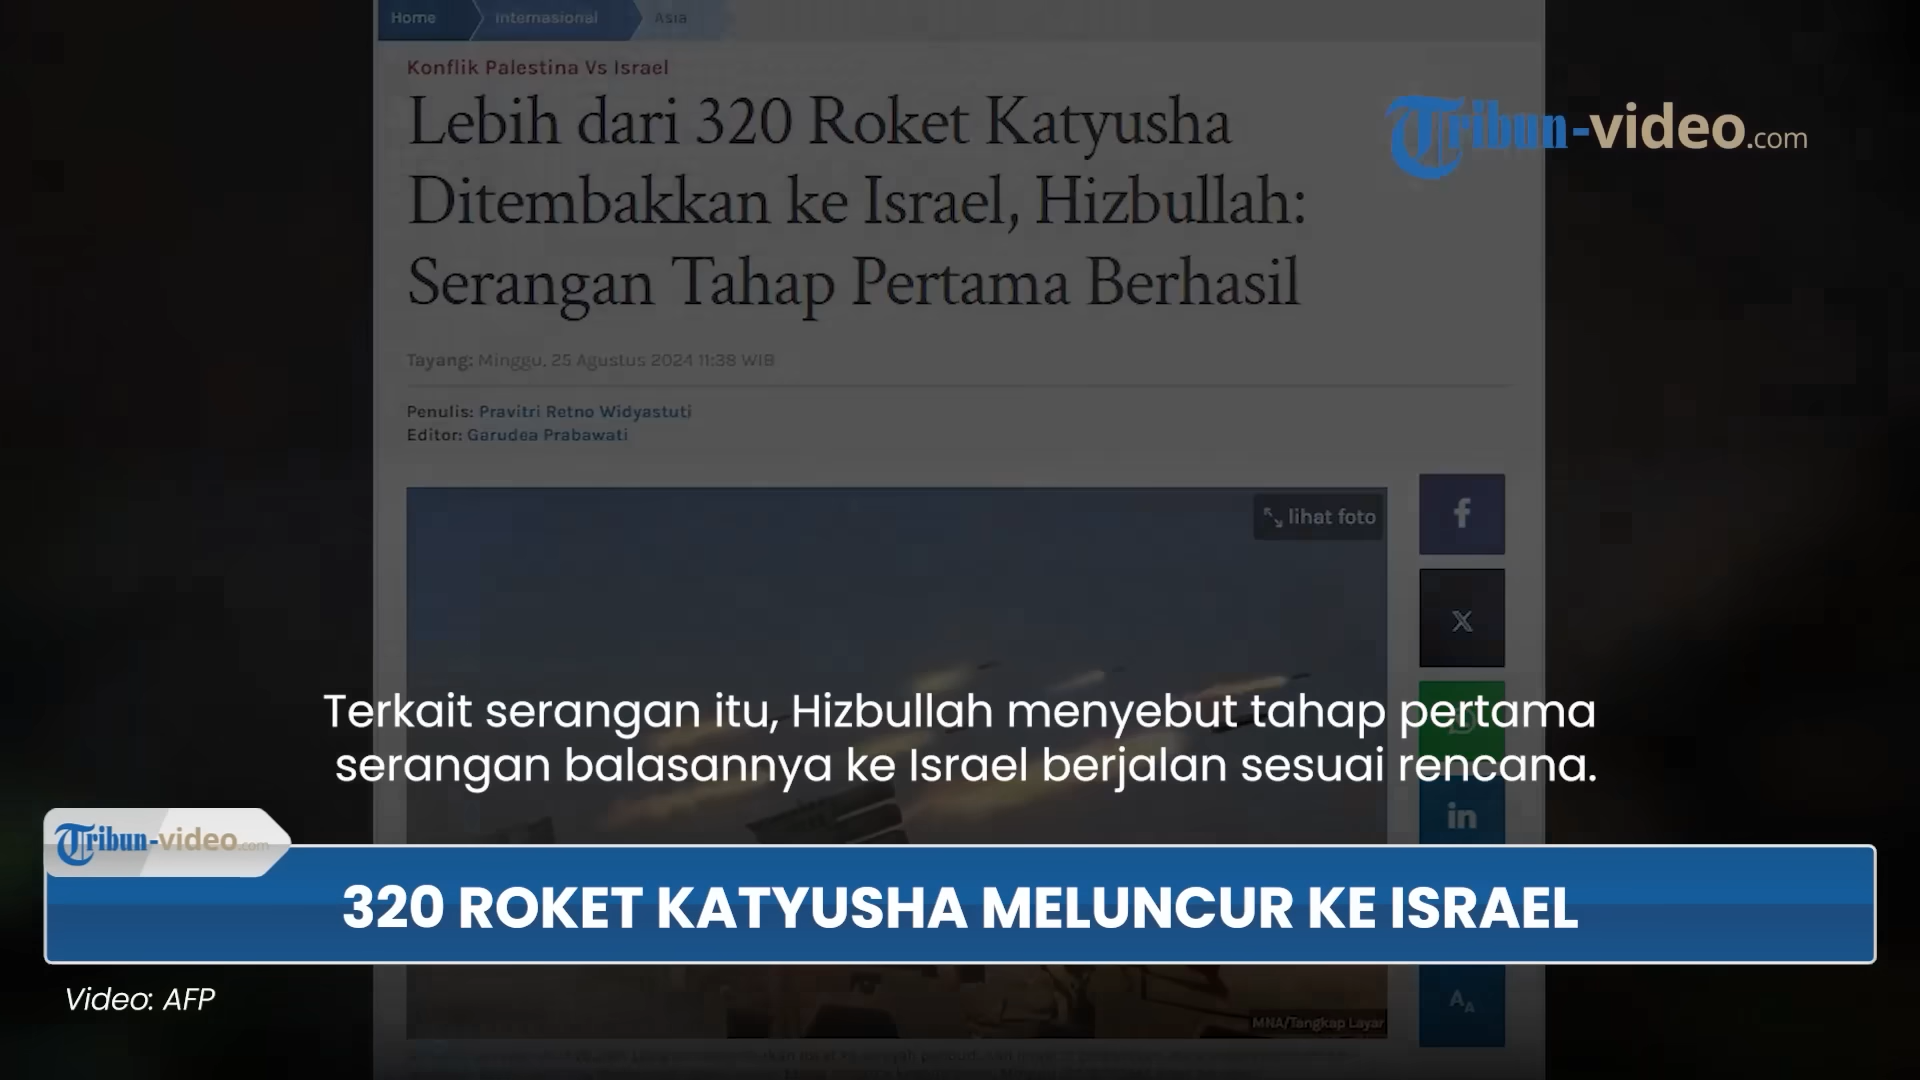 Home Internasional Asia
Konflik Palestina Vs Israel
Lebih dari 320 Roket Katyusha
Ditembakkan ke Israel, Hizbullah:
Serangan Tahap Pertama Berhasil
Tribun-video.com
Tayang: Minggu, 25 Agustus 2024 11:38 WIB
Penulis: Pravitri Retno Widyastuti
Editor: Garudea Prabawati
lihat foto
f
X
Terkait serangan itu, Hizbullah menyebut tahap pertama
serangan balasannya ke Israel berjalan sesuai rencana.
in
Tribun-video.com
320 ROKET KATYUSHA MELUNCUR KE ISRAEL
Video: AFP
AA
MNA/Tangkap Layar